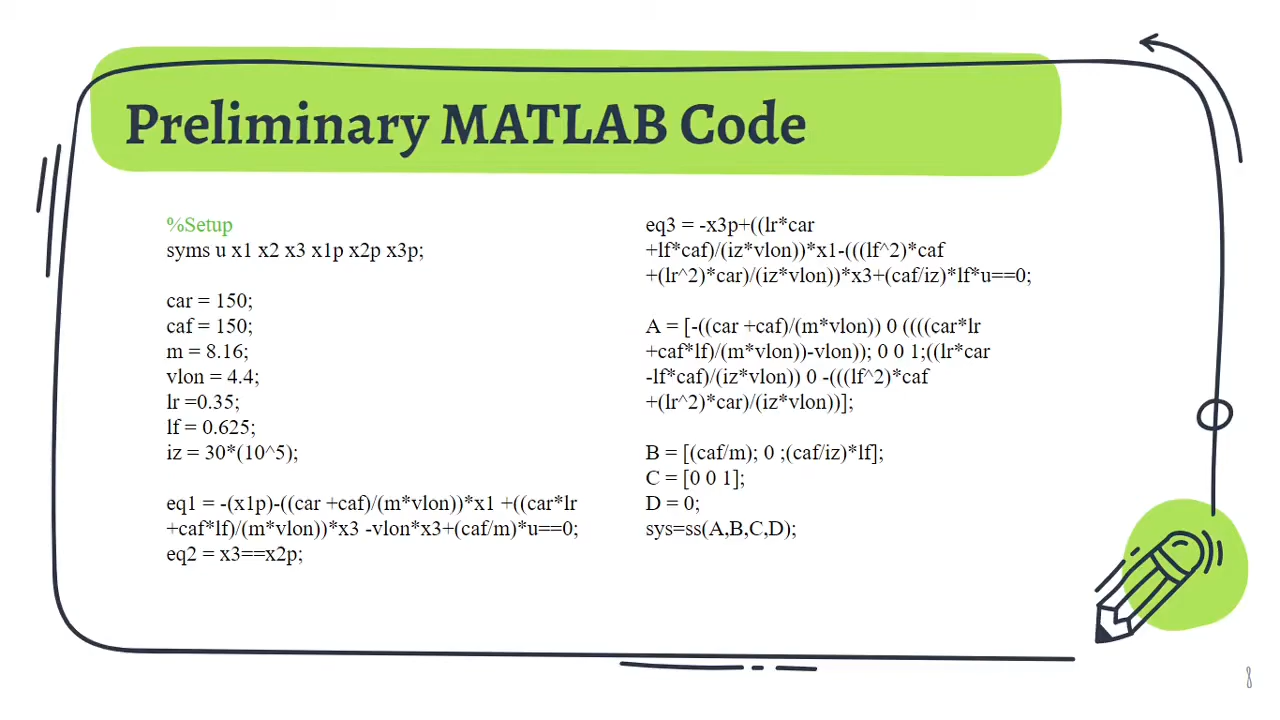 Preliminary MATLAB Code
%Setup
syms u x1 x2 x3 x1p x2p x3p;
car = 150;
caf = 150;
m = 8.16;
vlon = 4.4;
lr =0.35;
lf = 0.625;
iz = 30*(10^5);
eq1 = -(x1p)-((car +caf)/(m*vlon))*x1 +((car*lr
+caf*lf)/(m*vlon))*x3 -vlon*x3+(caf/m)*u==0;
eq2 = x3==x2p;
eq3 = -x3p+((lr*car
+lf*caf)/(iz*vlon))*x1-(((lf^2)*caf
+(lr^2)*car)/(iz*vlon))*x3+(caf/iz)*lf*u==0;
A = [-((car +caf)/(m*vlon)) 0 ((((car*lr
+caf*lf)/(m*vlon))-vlon)); 0 0 1;((lr*car
-lf*caf)/(iz*vlon)) 0 -(((lf^2)*caf
+(lr^2)*car)/(iz*vlon))];
B = [(caf/m); 0 ;(caf/iz)*lf];
C = [0 0 1];
D = 0;
sys=ss(A,B,C,D);
8